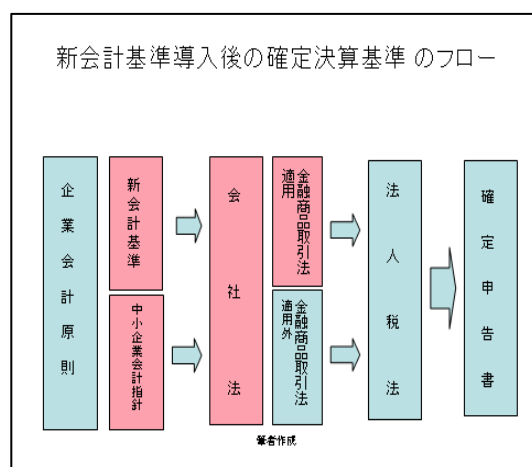 新会計基準導入後の確定決算基準 のフロー
企業会計原則
新会計基準
中小企業会計指針
会社法
金融商品取引法
適用
金融商品取引法
適用外
法人税法
確定申告書
筆者作成